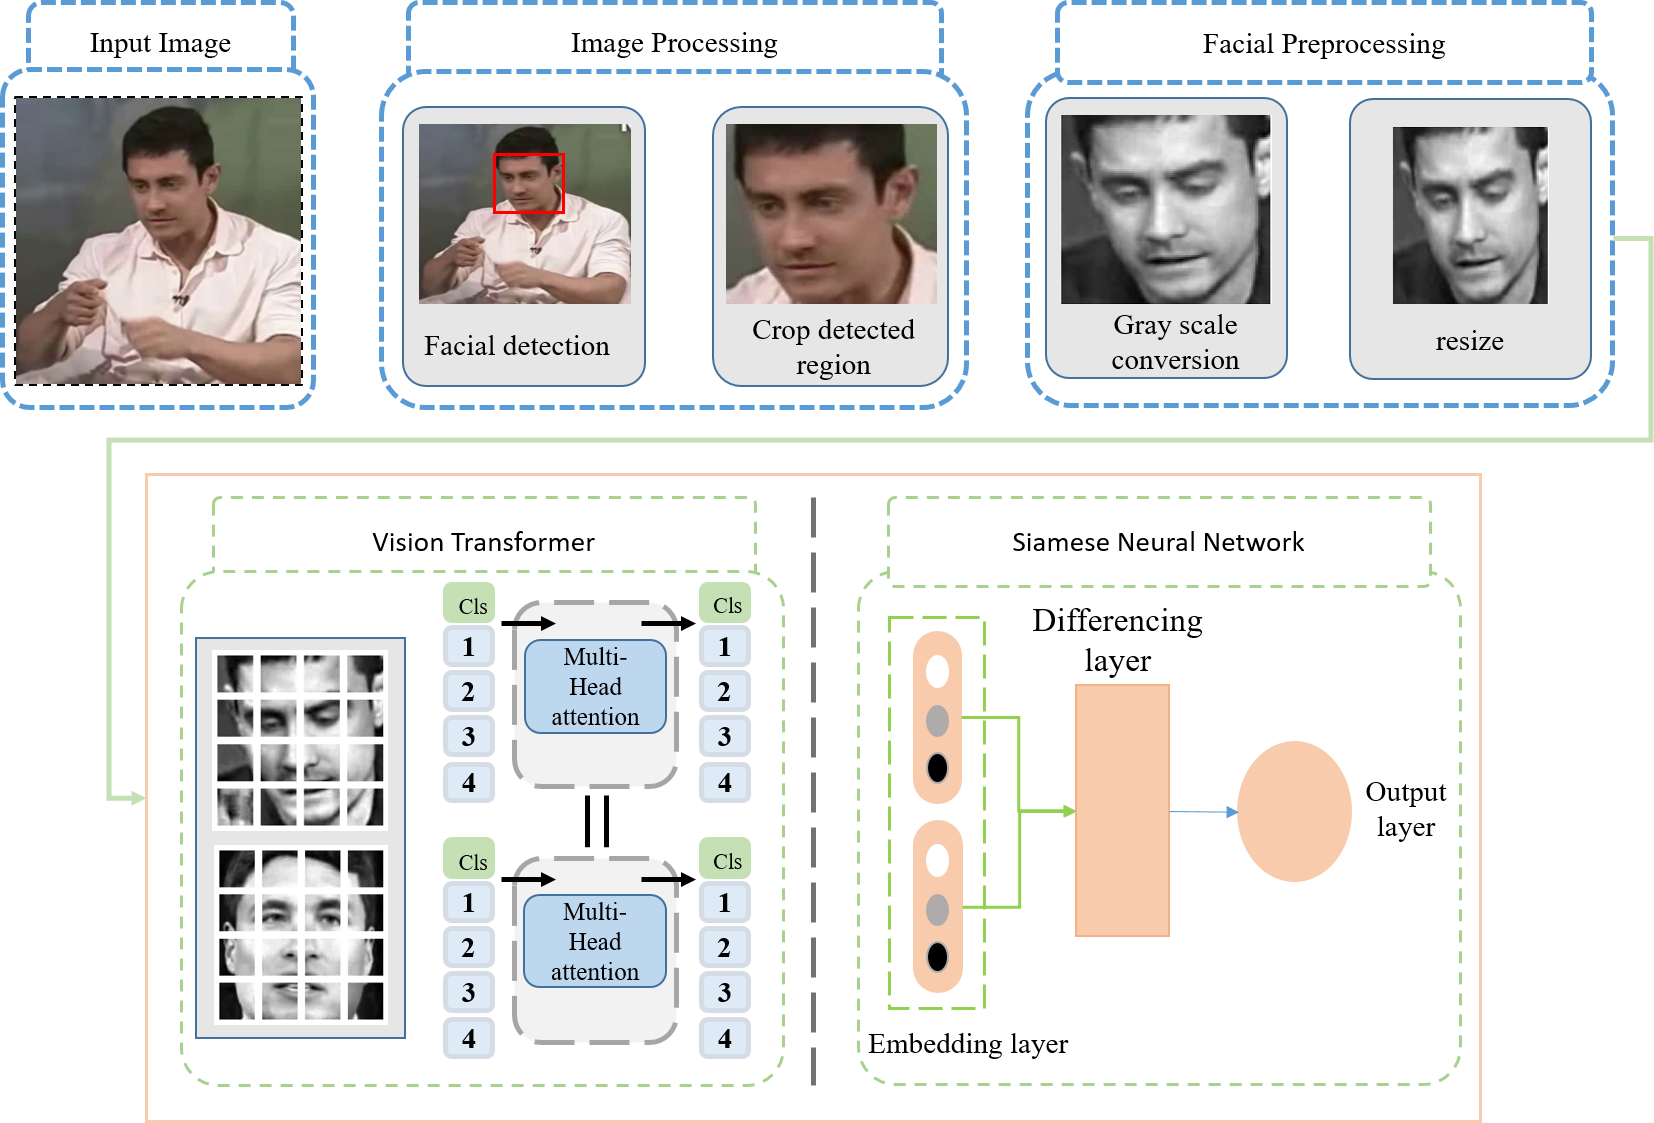 Input Image
Image Processing
Facial Preprocessing
Facial detection
Crop detected
region
Gray scale
conversion
resize
Vision Transformer
Siamese Neural Network
Cls
1
2
3
4
Multi-
Head
attention
Cls
1
2
3
4
Cls
1
2
3
4
Multi-
Head
attention
Cls
1
2
3
4
Differencing
layer
Output
layer
Embedding layer